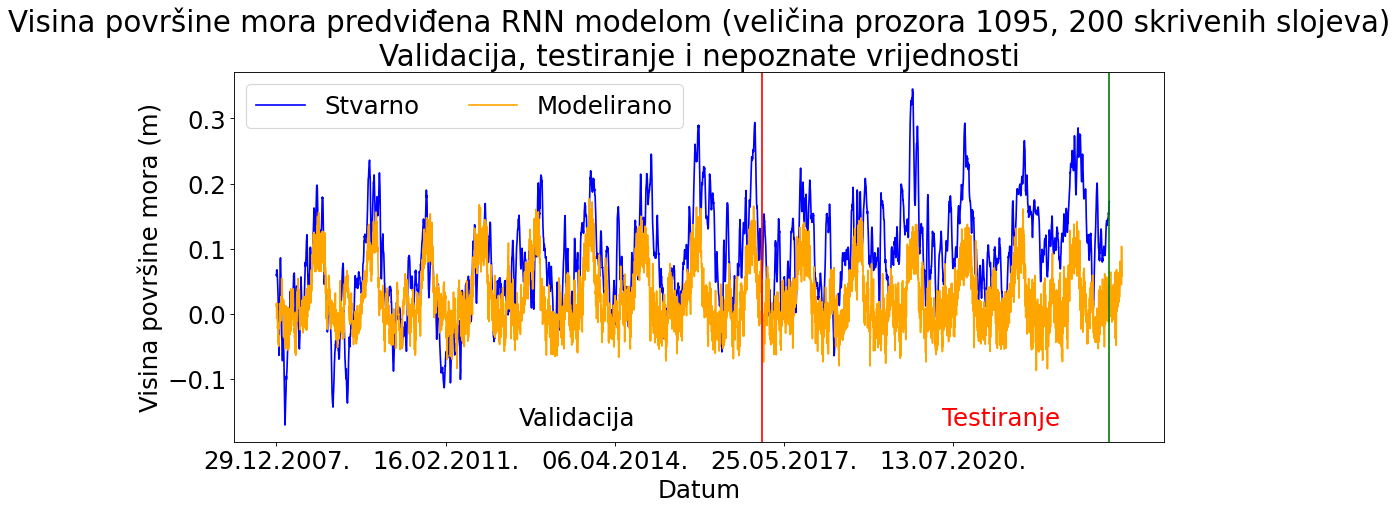 Visina površine mora predviđena RNN modelom (veličina prozora 1095, 200 skrivenih slojeva)
Validacija, testiranje i nepoznate vrijednosti
Stvarno
Modelirano
Visina površine mora (m)
0.3
0.2
0.1
0.0
−0.1
Validacija
Testiranje
29.12.2007.
16.02.2011.
06.04.2014.
25.05.2017.
13.07.2020.
Datum